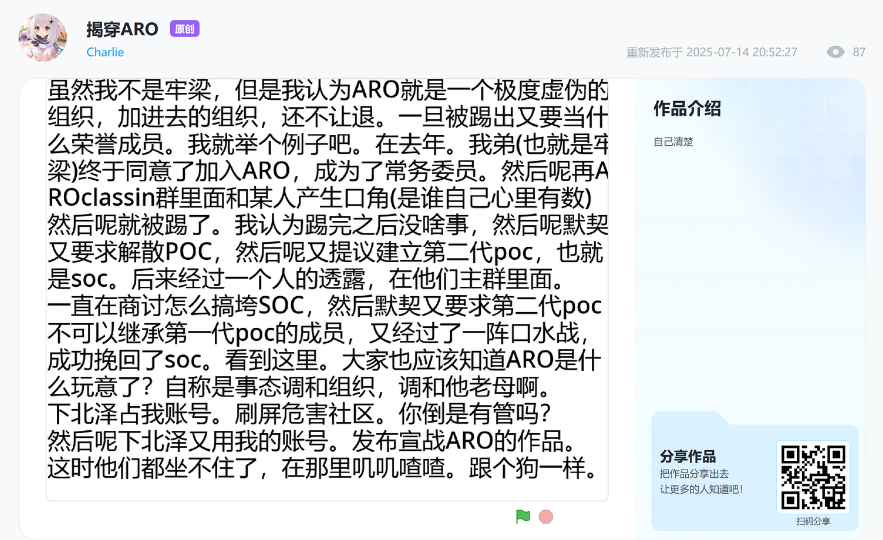 揭穿ARO 原创
Charlie
重新发布于 2025-07-14 20:52:27 87
虽然我不是牢梁，但是我认为ARO就是一个极度虚伪的
组织，加进去的组织，还不让退。一旦被踢出又要当什
么荣誉成员。我就举个例子吧。在去年。我弟(也就是牢
梁)终于同意了加入ARO，成为了常务委员。然后呢再A
ROclassin群里面和某人产生口角(是谁自己心里有数)
然后呢就被踢了。我认为踢完之后没啥事，然后呢默契
又要求解散POC，然后呢又提议建立第二代poc，也就
是soc。后来经过一个人的透露，在他们主群里面。
一直在商讨怎么搞垮SOC，然后默契又要求第二代poc
不可以继承第一代poc的成员，又经过了一阵口水战，
成功挽回了soc。看到这里。大家也应该知道ARO是什
么玩意了？自称是事态调和组织，调和他老母啊。
下北泽占我账号。刷屏危害社区。你倒是有管吗？
然后呢下北泽又用我的账号。发布宣战ARO的作品。
这时他们都坐不住了，在那里叽叽喳喳。跟个狗一样。
作品介绍
自己清楚
分享作品
把作品分享出去
让更多的人知道吧！
扫码分享